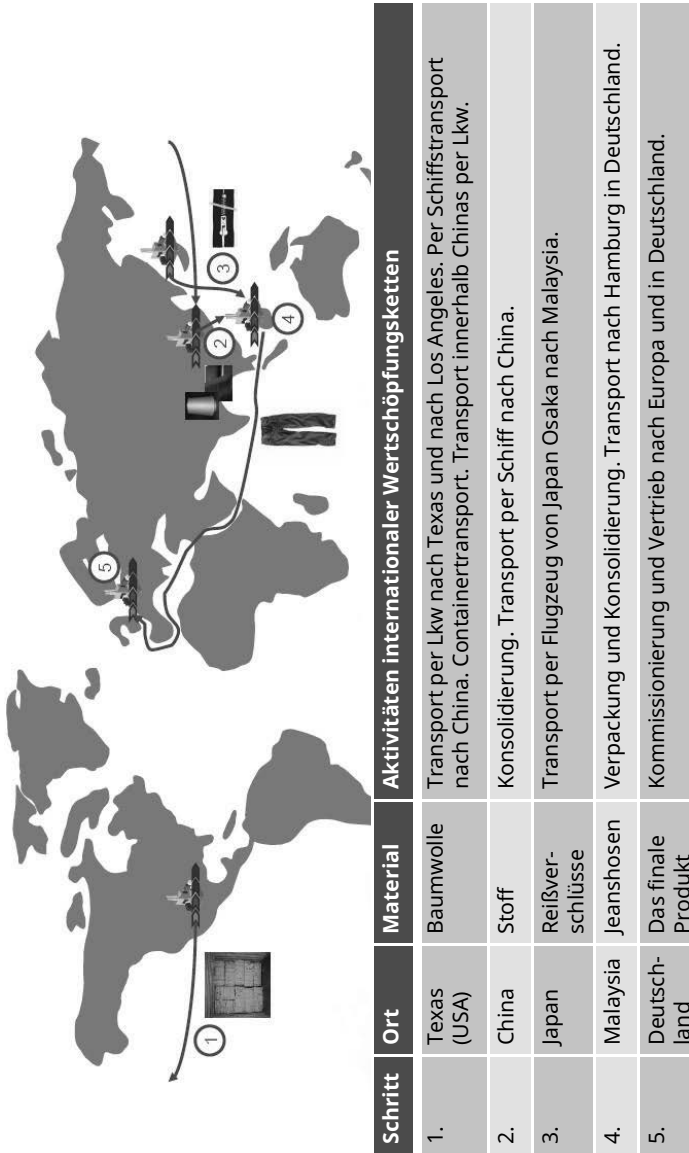 1
2
3
4
5
Schritt Ort Material Aktivitäten internationaler Wertschöpfungsketten
1. Texas Baumwolle Transport per Lkw nach Texas und nach Los Angeles. Per Schiffstransport
(USA) nach China. Containertransport. Transport innerhalb Chinas per Lkw.
2. China Stoff Konsolidierung. Transport per Schiff nach China.
3. Japan Reißver- Transport per Flugzeug von Japan Osaka nach Malaysia.
schlüsse
4. Malaysia Jeanshosen Verpackung und Konsolidierung. Transport nach Hamburg in Deutschland.
5. Deutsch- Das finale Kommissionierung und Vertrieb nach Europa und in Deutschland.
land Produkt